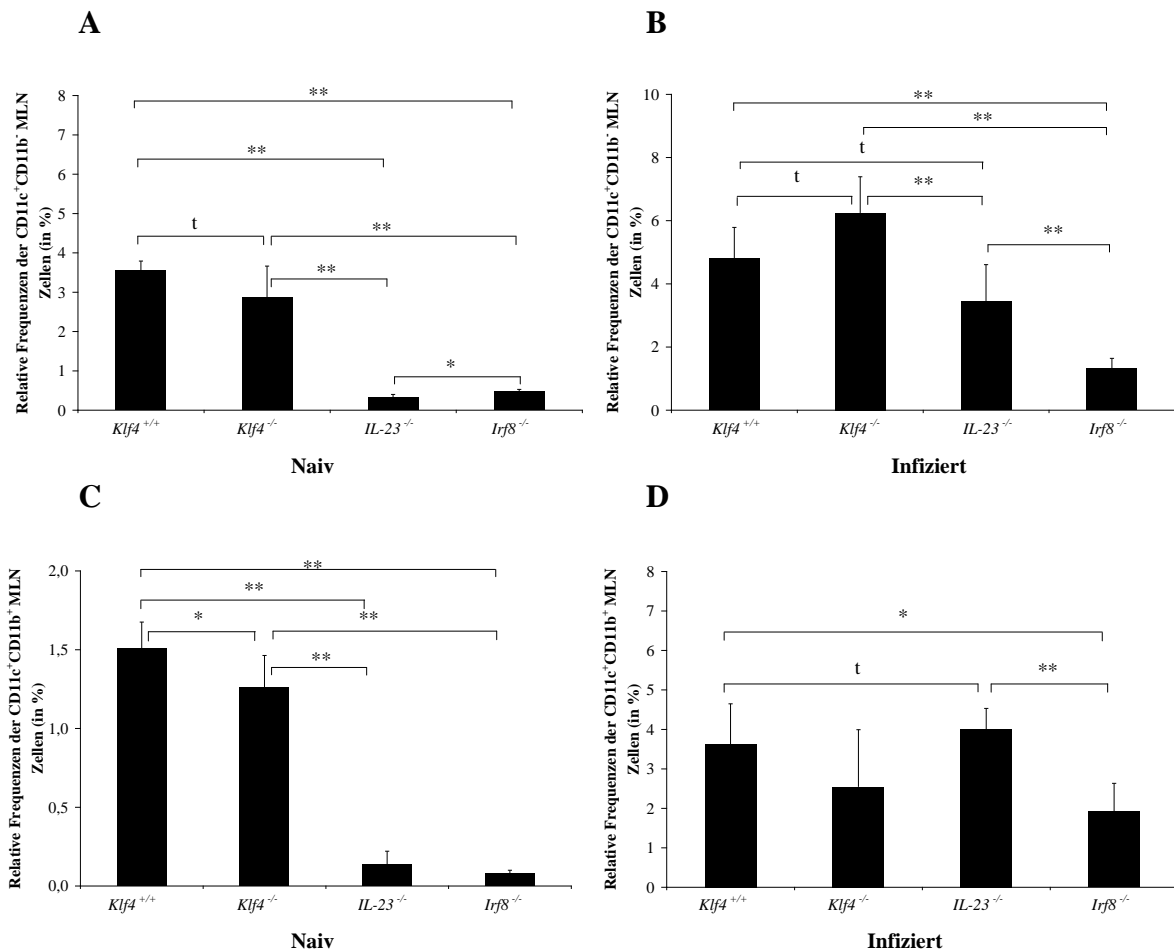 A
Relative Frequenzen der CD11c⁺CD11b⁻ MLN
Zellen (in %)
8
7
6
5
4
3
2
1
0
**
**
t
**
**
*
Klf4 +/+
Klf4 -/-
IL-23 -/-
Irf8 -/-
Naiv
B
Relative Frequenzen der CD11c⁺CD11b⁻ MLN
Zellen (in %)
10
8
6
4
2
0
**
**
t
t
**
**
Klf4 +/+
Klf4 -/-
IL-23 -/-
Irf8 -/-
Infiziert
C
Relative Frequenzen der CD11c⁺CD11b⁺ MLN
Zellen (in %)
2,0
1,5
1,0
0,5
0,0
**
**
*
**
**
Klf4 +/+
Klf4 -/-
IL-23 -/-
Irf8 -/-
Naiv
D
Relative Frequenzen der CD11c⁺CD11b⁺ MLN
Zellen (in %)
8
7
6
5
4
3
2
1
0
*
t
**
Klf4 +/+
Klf4 -/-
IL-23 -/-
Irf8 -/-
Infiziert